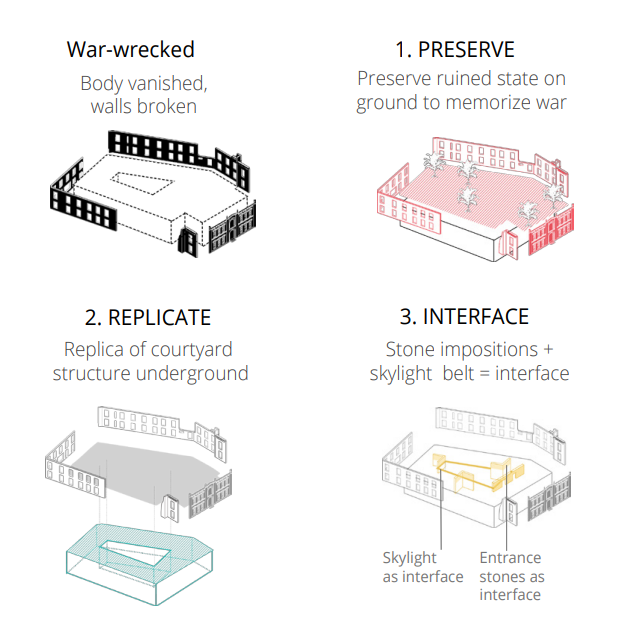 War-wrecked
Body vanished,
walls broken
1. PRESERVE
Preserve ruined state on
ground to memorize war
2. REPLICATE
Replica of courtyard
structure underground
3. INTERFACE
Stone impositions +
skylight belt = interface
Skylight
as interface
Entrance
stones as
interface